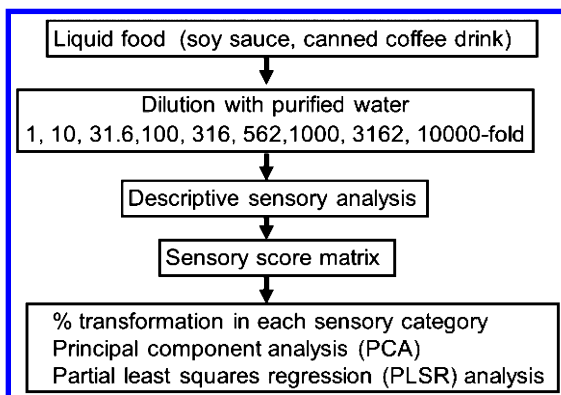 Liquid food (soy sauce, canned coffee drink)
Dilution with purified water
1, 10, 31.6,100, 316, 562,1000, 3162, 10000-fold
Descriptive sensory analysis
Sensory score matrix
% transformation in each sensory category
Principal component analysis (PCA)
Partial least squares regression (PLSR) analysis